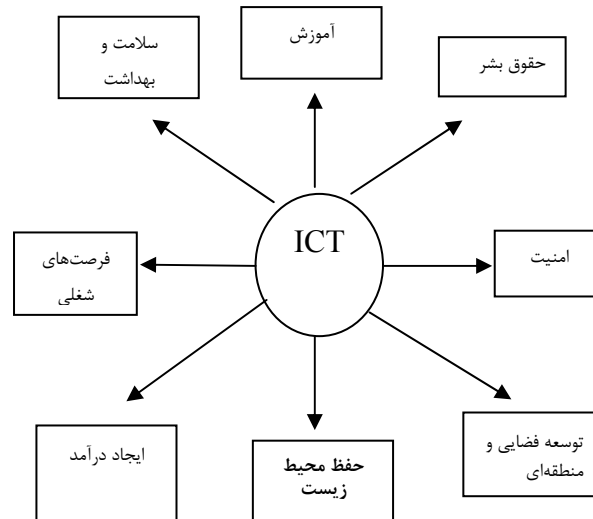 آموزش
سلامت و
بهداشت
حقوق بشر
ICT
فرصت‌های
شغلی
امنیت
ایجاد درآمد
حفظ محیط
زیست
توسعه فضایی و
منطقه‌ای